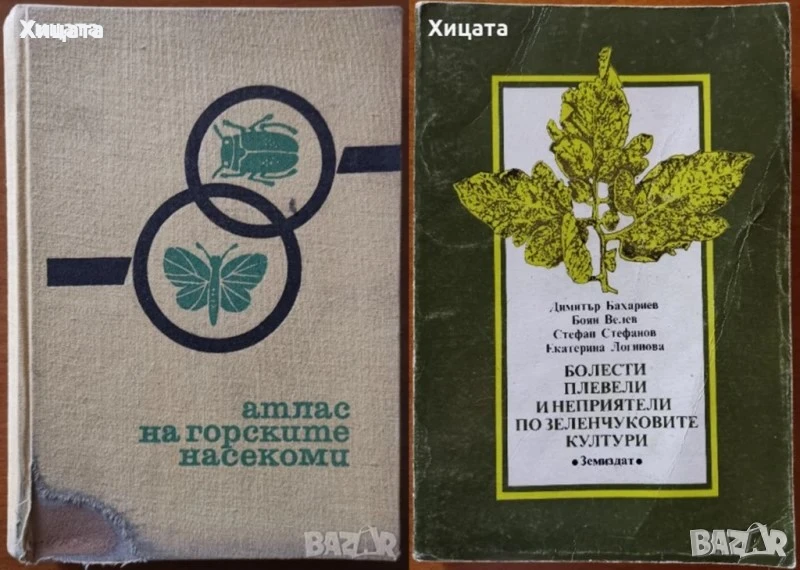 Хицата
атлас
на горските
насекоми
BAZAR
Хицата
Димитър Бахариев
Боян Велев
Стефан Стефанов
Екатерина Логинова
БОЛЕСТИ
ПЛЕВЕЛИ
И НЕПРИЯТЕЛИ
ПО ЗЕЛЕНЧУКОВИТЕ
КУЛТУРИ
• Земиздат •
BAZAR